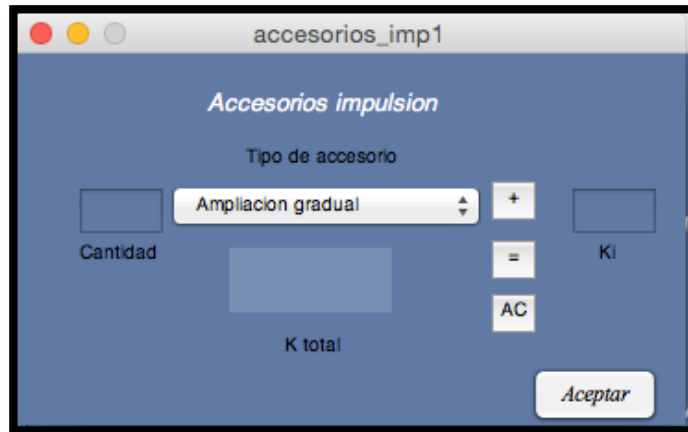 accesorios_imp1
Accesorios impulsion
Tipo de accesorio
Ampliacion gradual
+
Cantidad
=
Ki
AC
K total
Aceptar